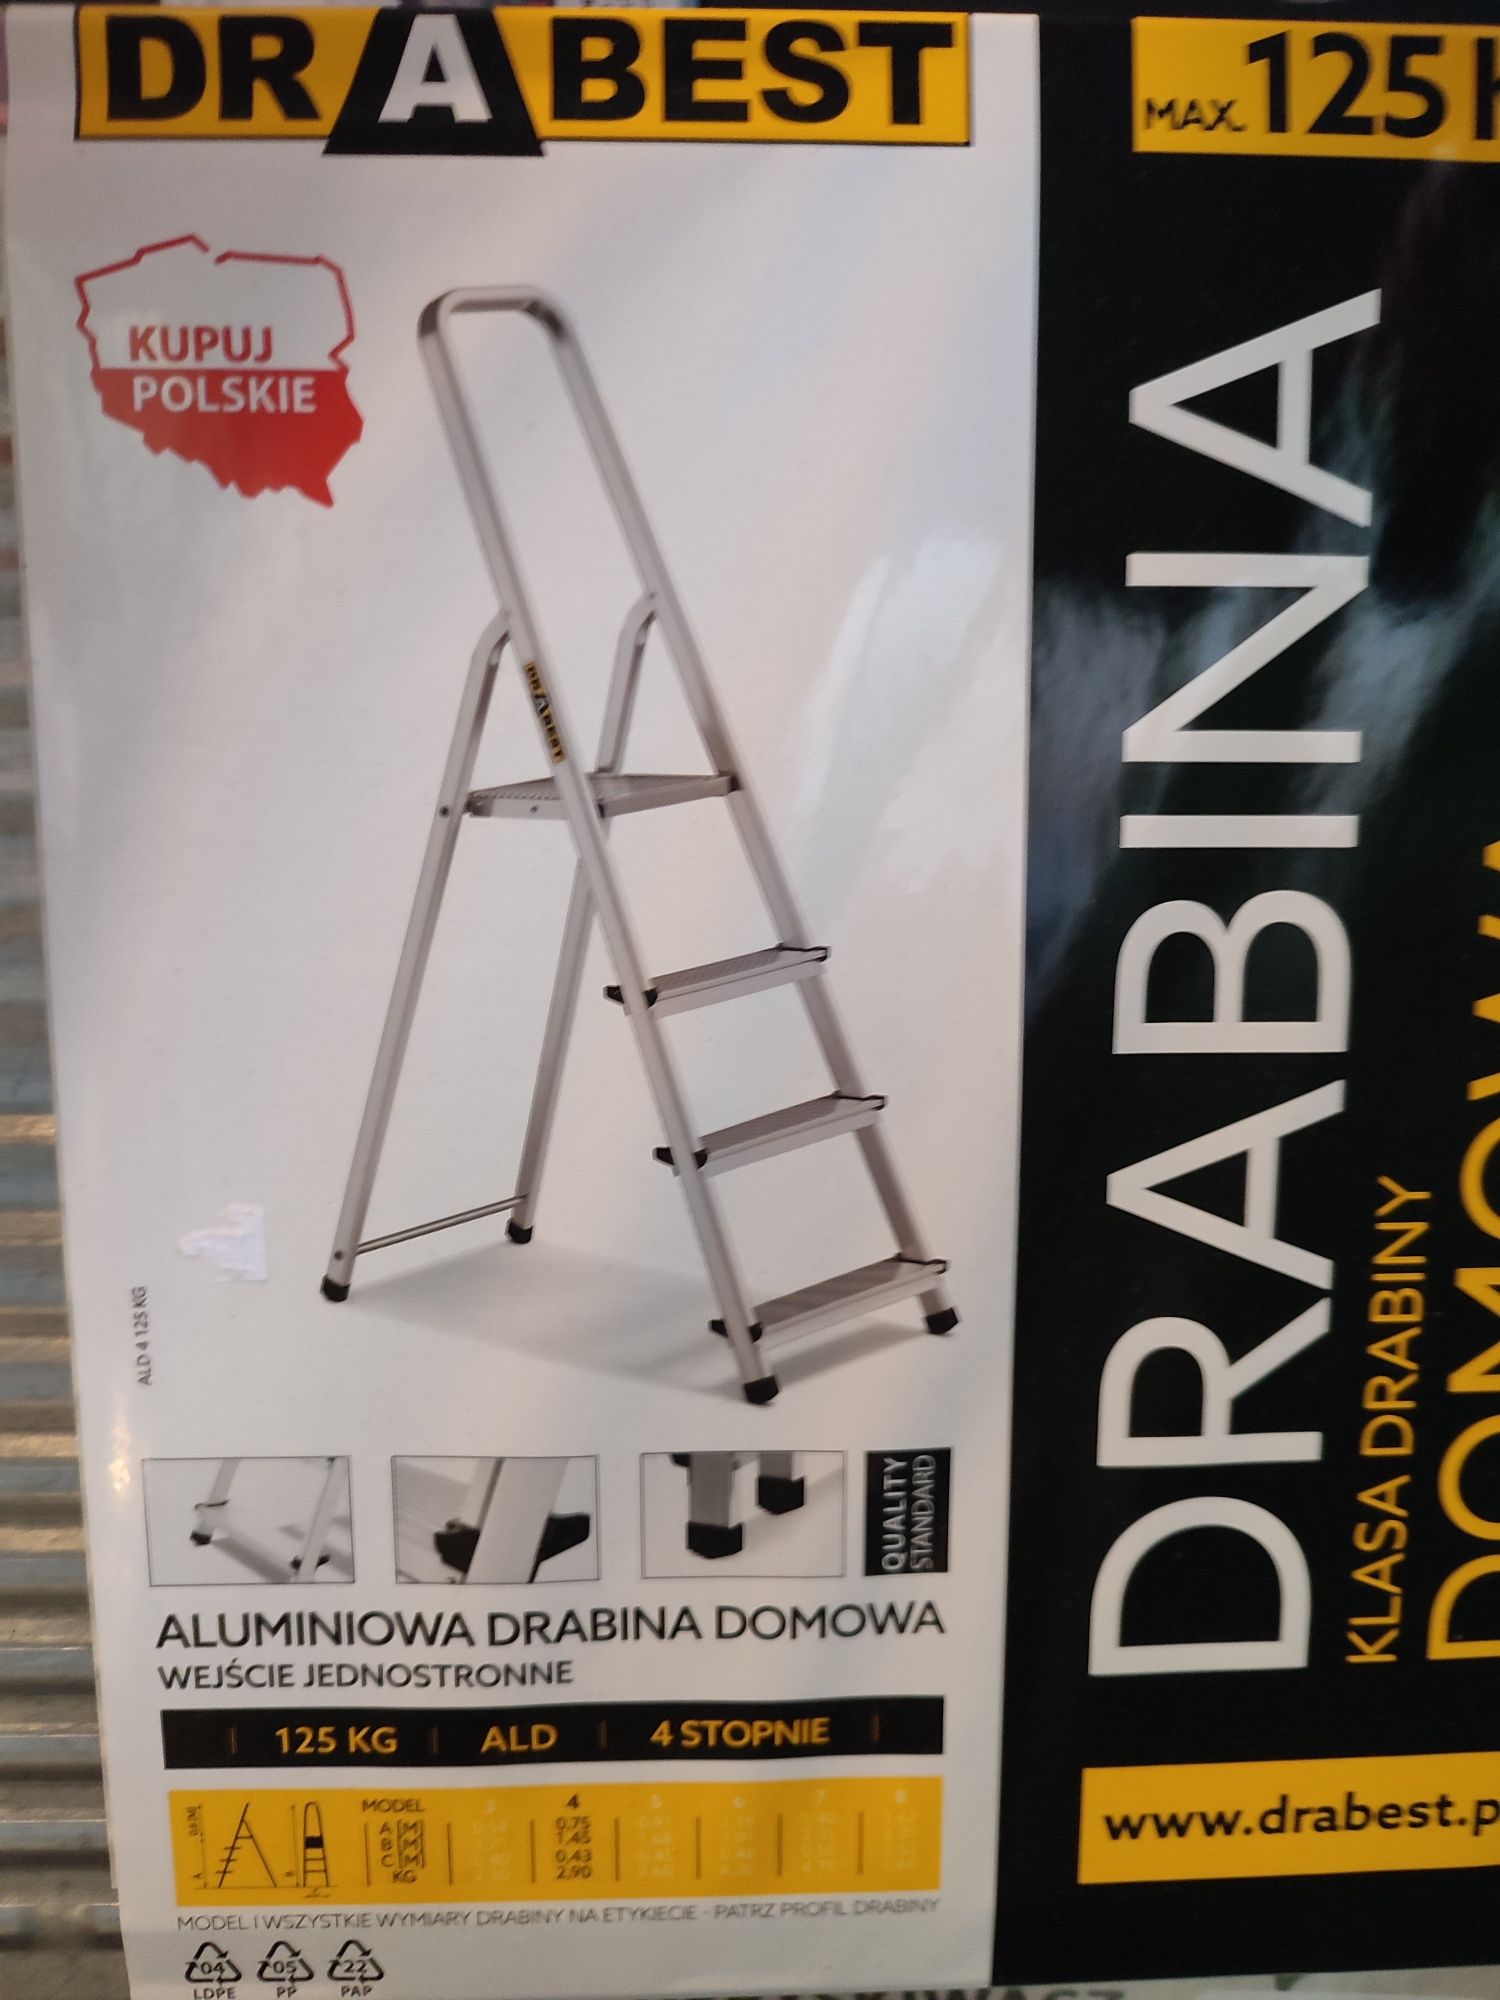 DRABEST
MAX. 125
KUPUJ
POLSKIE
DRABEST
ALD 4 125 KG
QUALITY
STANDARD
ALUMINIOWA DRABINA DOMOWA
WEJŚCIE JEDNOSTRONNE
125 KG | ALD | 4 STOPNIE
MODEL 4
A M 0,75
B M 1,45
C M 0,43
KG 2,90
MODEL I WSZYSTKIE WYMIARY DRABINY NA ETYKIECIE - PATRZ PROFIL DRABINY
04 05 22
LDPE PP PAP
DRABINA
KLASA DRABINY
DOMOWA
www.drabest.p